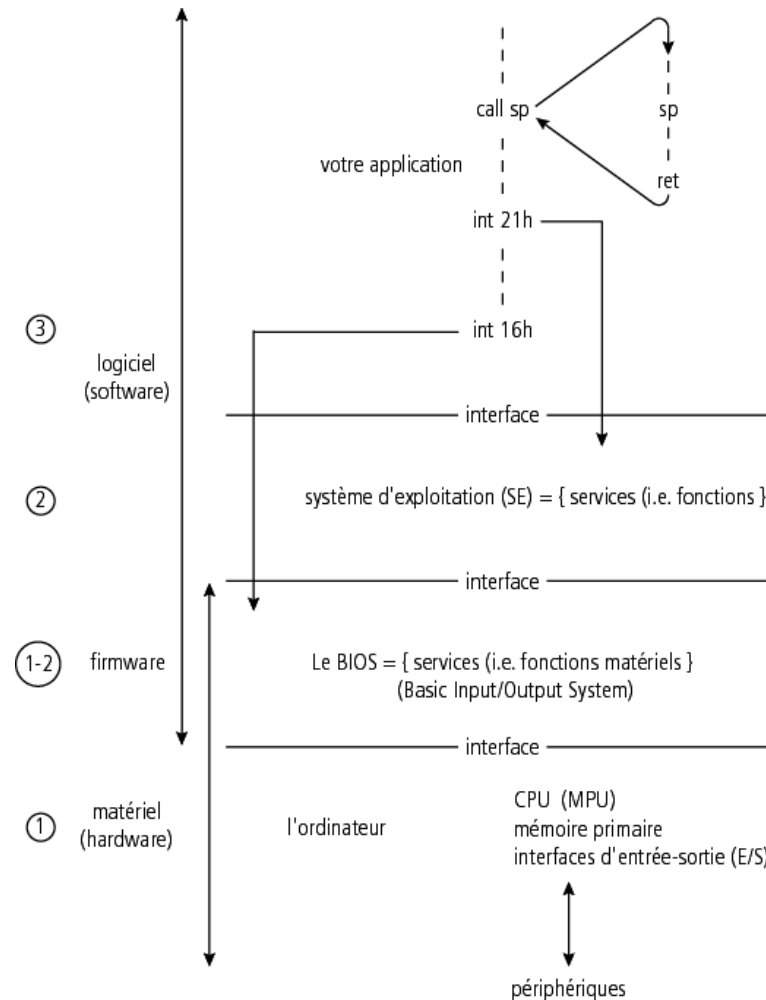 call sp
sp
votre application
ret
int 21h
3
int 16h
logiciel
(software)
interface
2
système d'exploitation (SE) = { services (i.e. fonctions }
interface
1-2
firmware
Le BIOS = { services (i.e. fonctions matériels }
(Basic Input/Output System)
interface
1
matériel
(hardware)
l'ordinateur
CPU (MPU)
mémoire primaire
interfaces d'entrée-sortie (E/S)
périphériques